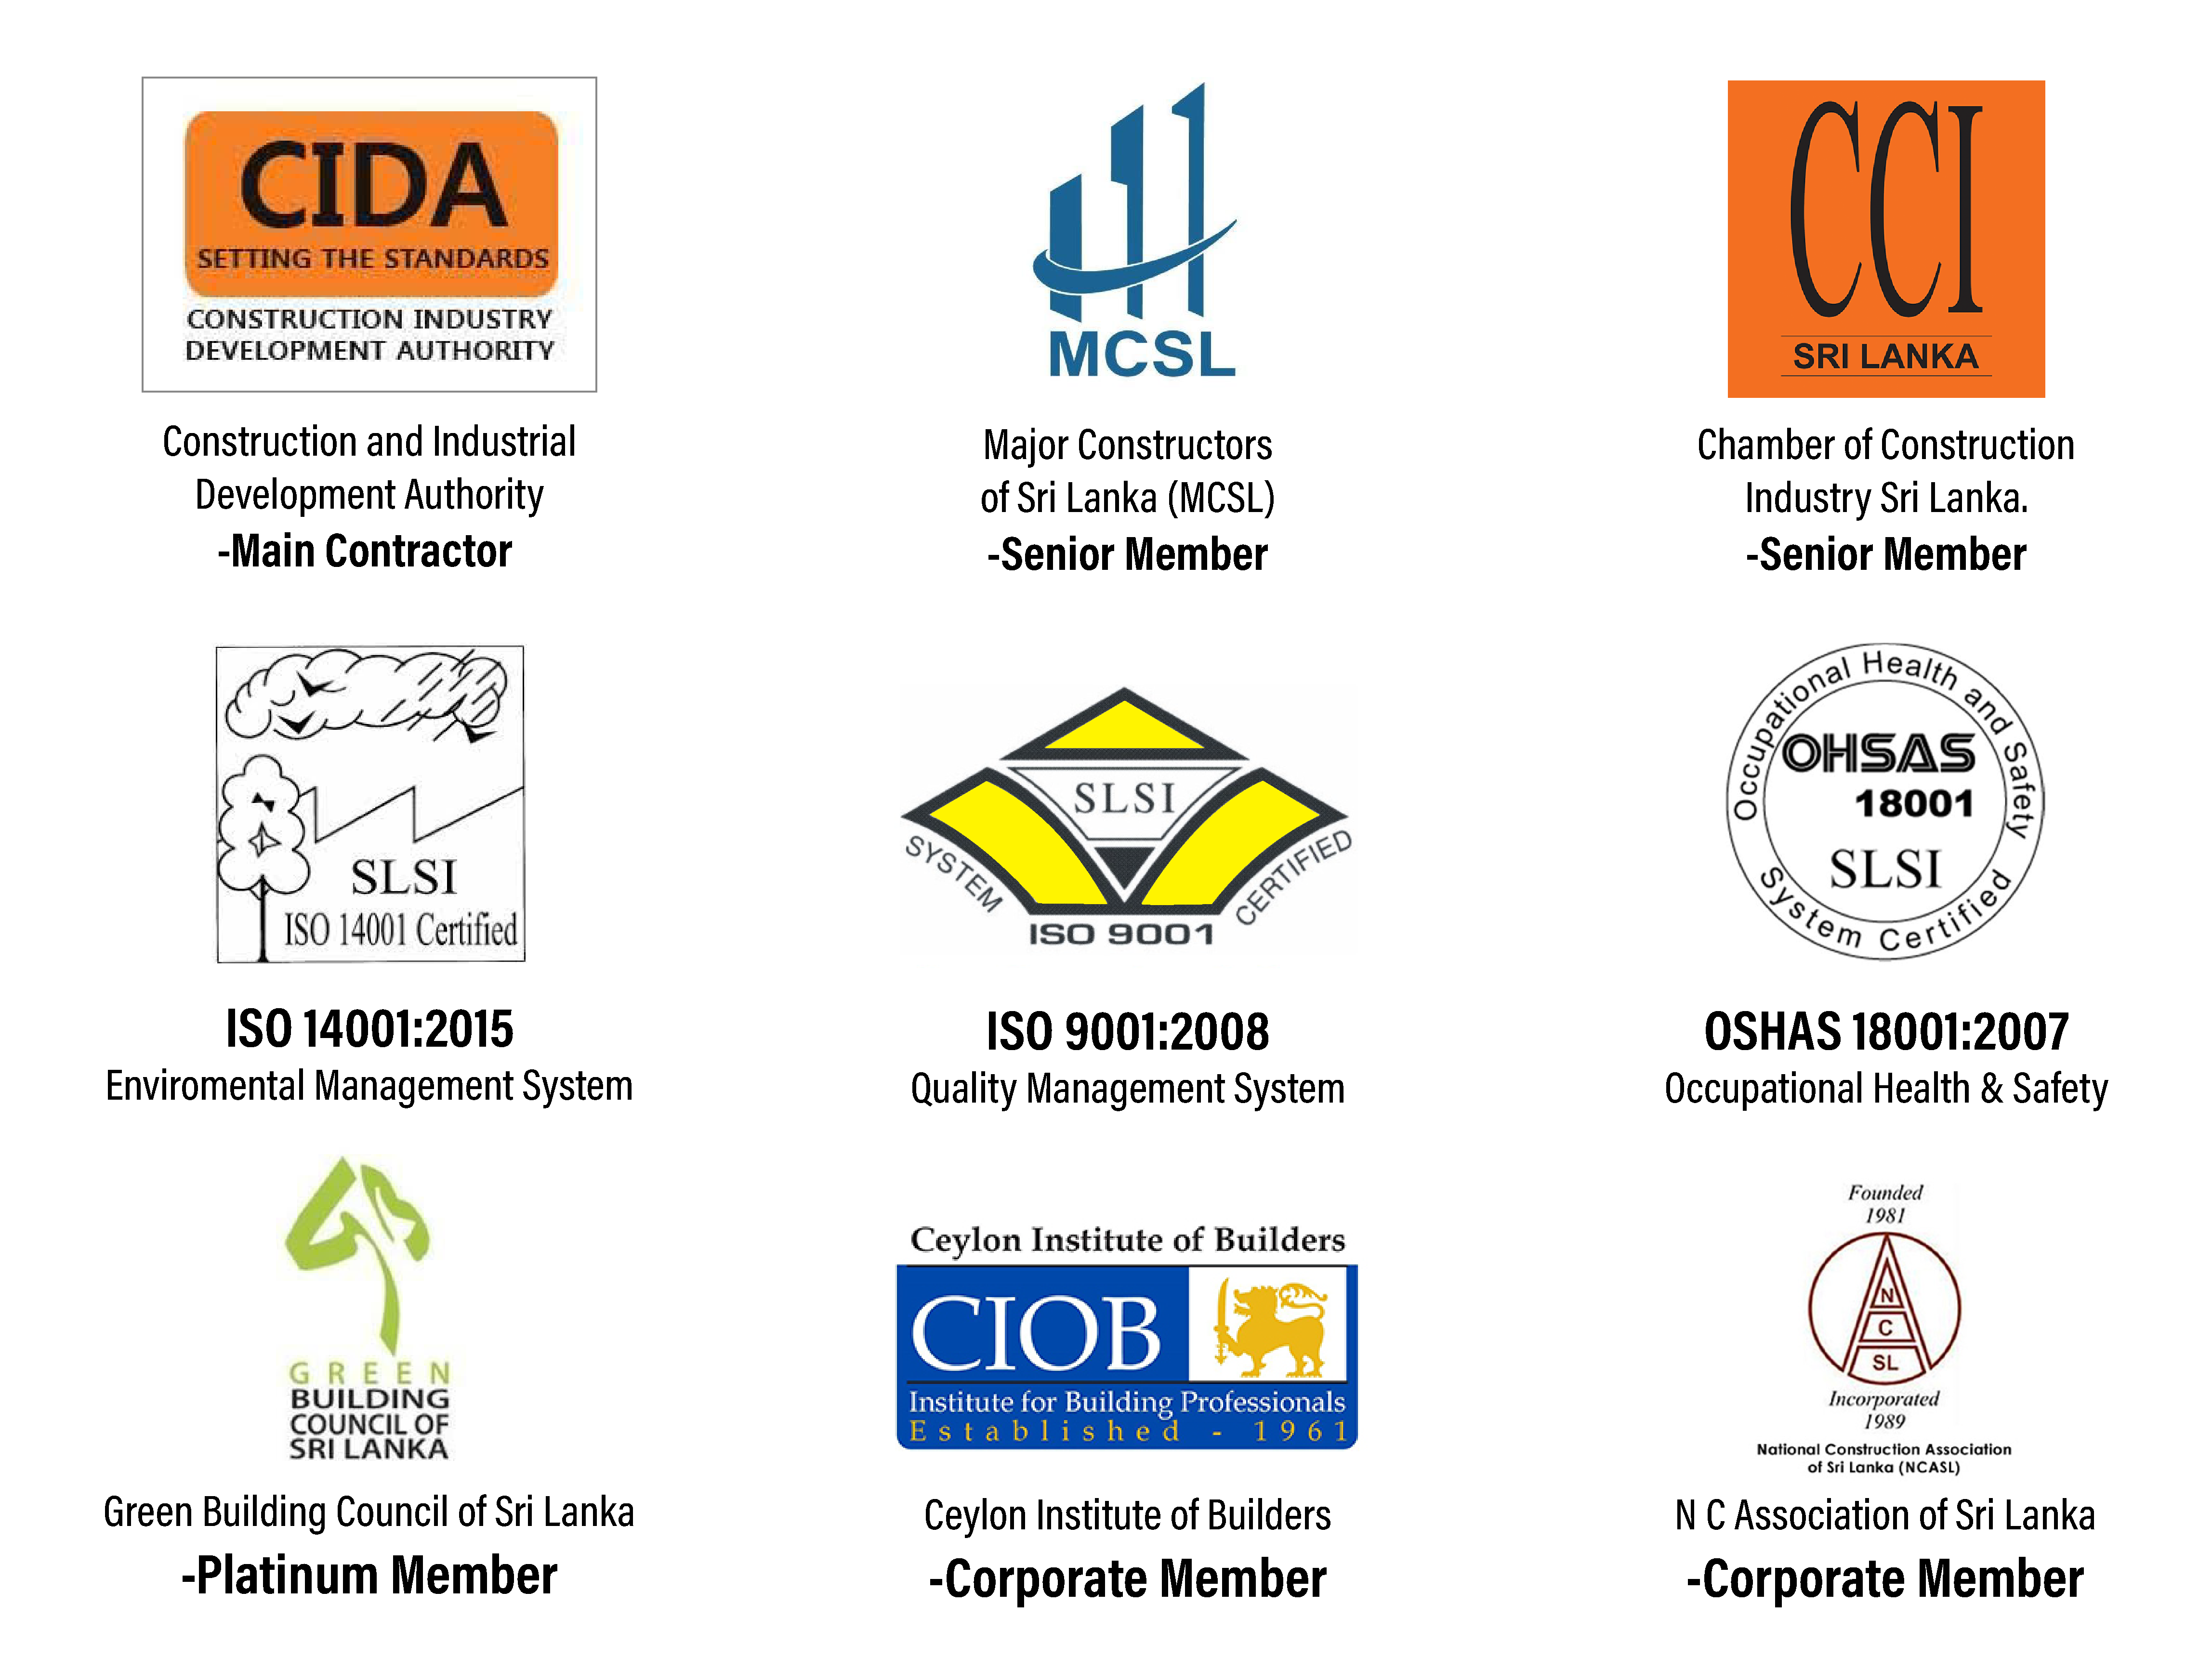 CIDA
SETTING THE STANDARDS
CONSTRUCTION INDUSTRY
DEVELOPMENT AUTHORITY
Construction and Industrial
Development Authority
-Main Contractor
MCSL
Major Constructors
of Sri Lanka (MCSL)
-Senior Member
CCI
SRI LANKA
Chamber of Construction
Industry Sri Lanka.
-Senior Member
SLSI
ISO 14001 Certified
ISO 14001:2015
Enviromental Management System
SLSI
SYSTEM CERTIFIED
ISO 9001
ISO 9001:2008
Quality Management System
Occupational Health and Safety
OHSAS
18001
SLSI
System Certified
OSHAS 18001:2007
Occupational Health & Safety
GREEN
BUILDING
COUNCIL OF
SRI LANKA
Green Building Council of Sri Lanka
-Platinum Member
Ceylon Institute of Builders
CIOB
Institute for Building Professionals
Established - 1961
Ceylon Institute of Builders
-Corporate Member
Founded
1981
N
C
SL
Incorporated
1989
National Construction Association
of Sri Lanka (NCASL)
N C Association of Sri Lanka
-Corporate Member